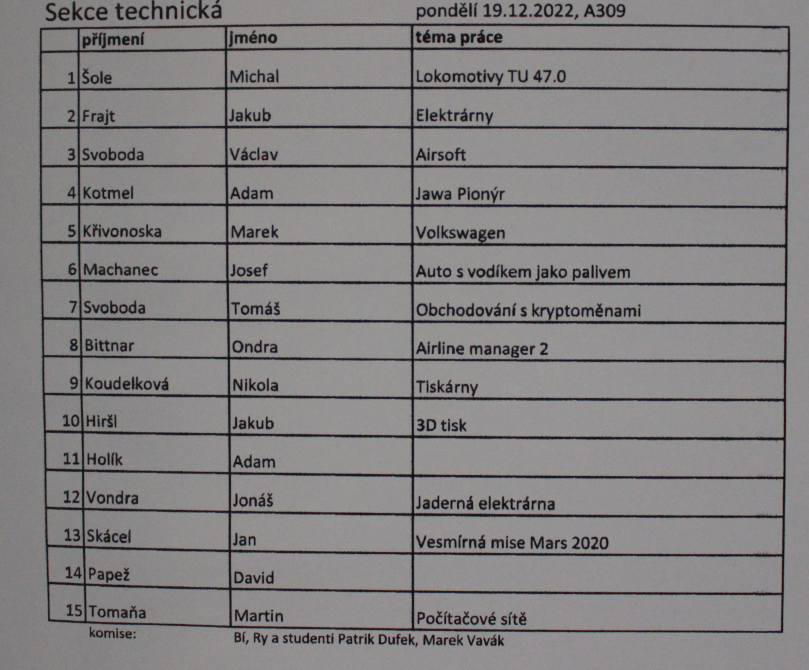 Sekce technická pondělí 19.12.2022, A309
příjmení jméno téma práce
1 Šole Michal Lokomotivy TU 47.0
2 Frajt Jakub Elektrárny
3 Svoboda Václav Airsoft
4 Kotmel Adam Jawa Pionýr
5 Křivonoska Marek Volkswagen
6 Machanec Josef Auto s vodíkem jako palivem
7 Svoboda Tomáš Obchodování s kryptoměnami
8 Bittnar Ondra Airline manager 2
9 Koudelková Nikola Tiskárny
10 Hiršl Jakub 3D tisk
11 Holík Adam
12 Vondra Jonáš Jaderná elektrárna
13 Skácel Jan Vesmírná mise Mars 2020
14 Papež David
15 Tomaňa Martin Počítačové sítě
komise: Bí, Ry a studenti Patrik Dufek, Marek Vavák